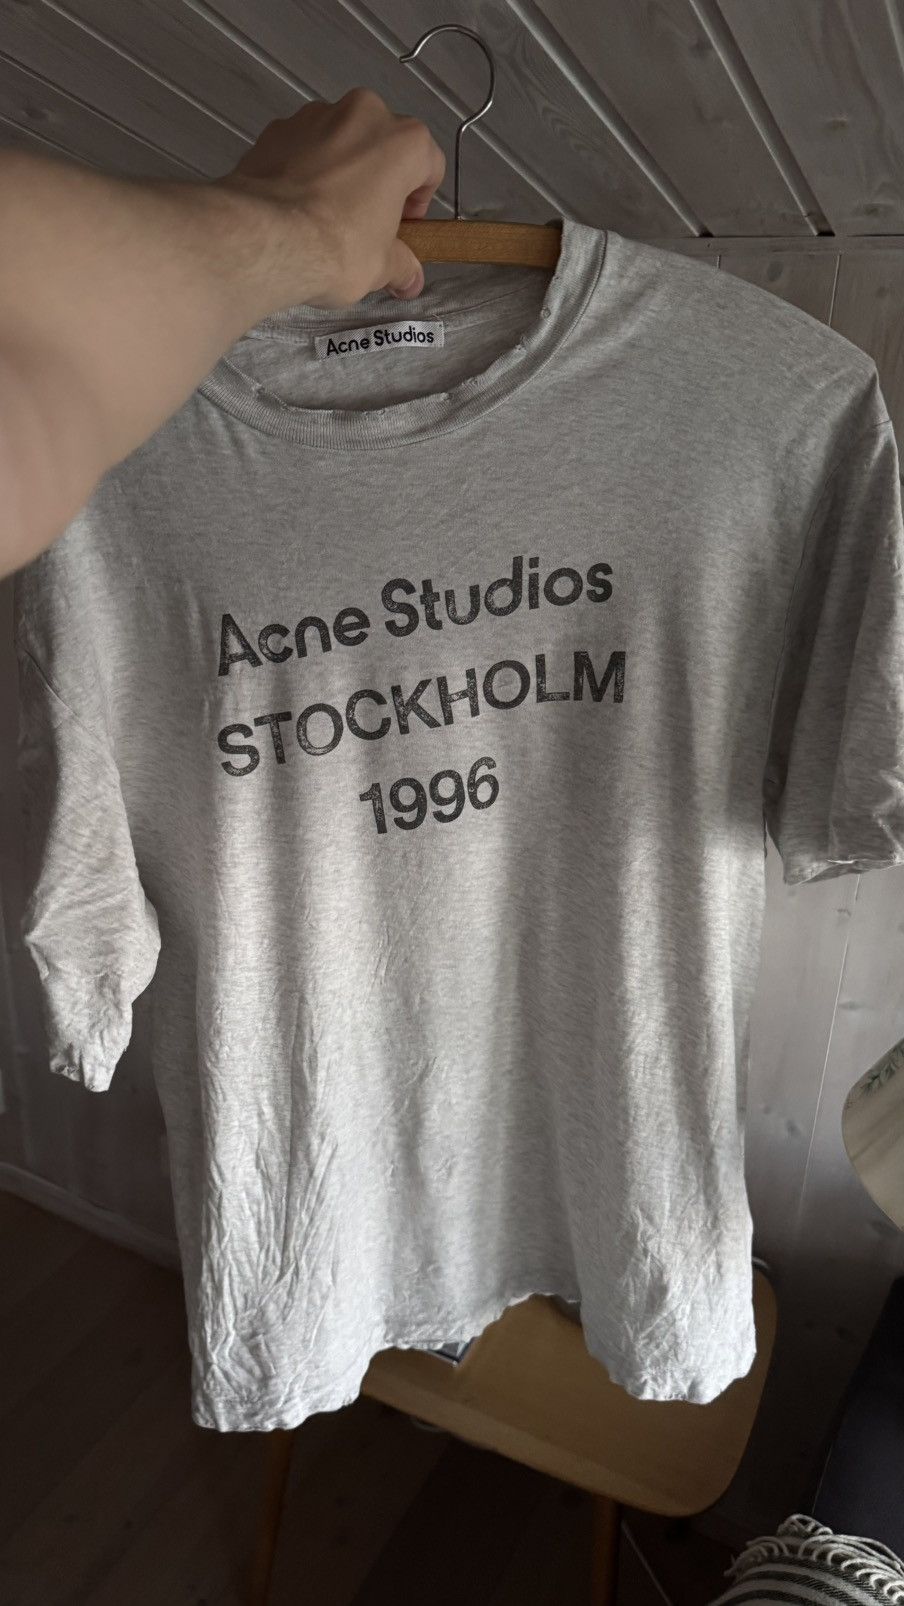 Acne Studios
Acne Studios
STOCKHOLM
1996